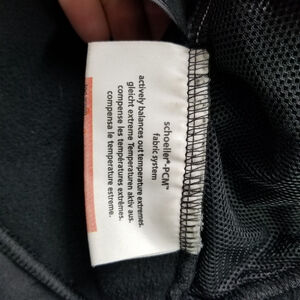 schoeller®-PCM™
fabric system
actively balances out temperature extremes.
gleicht extreme Temperaturen aktiv aus.
compense les températures extrêmes.
compensa le temperature estreme.